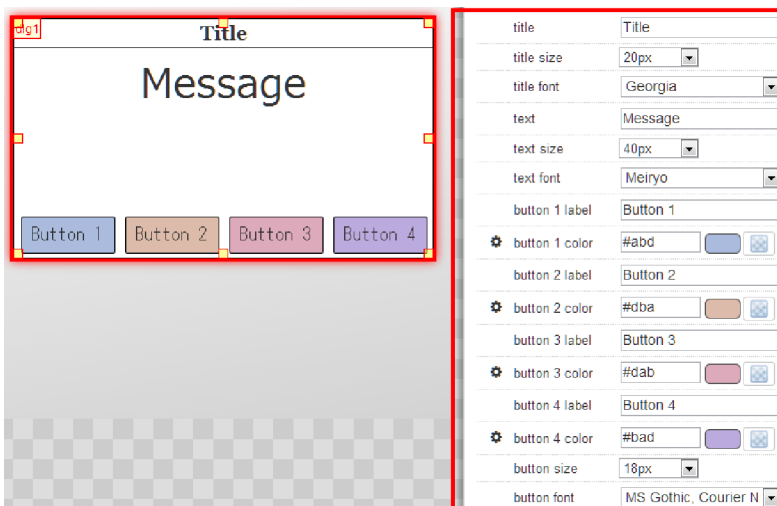 dlg1
Title
Message
Button 1 Button 2 Button 3 Button 4
title Title
title size 20px
title font Georgia
text Message
text size 40px
text font Meiryo
button 1 label Button 1
button 1 color #abd
button 2 label Button 2
button 2 color #dba
button 3 label Button 3
button 3 color #dab
button 4 label Button 4
button 4 color #bad
button size 18px
button font MS Gothic, Courier N